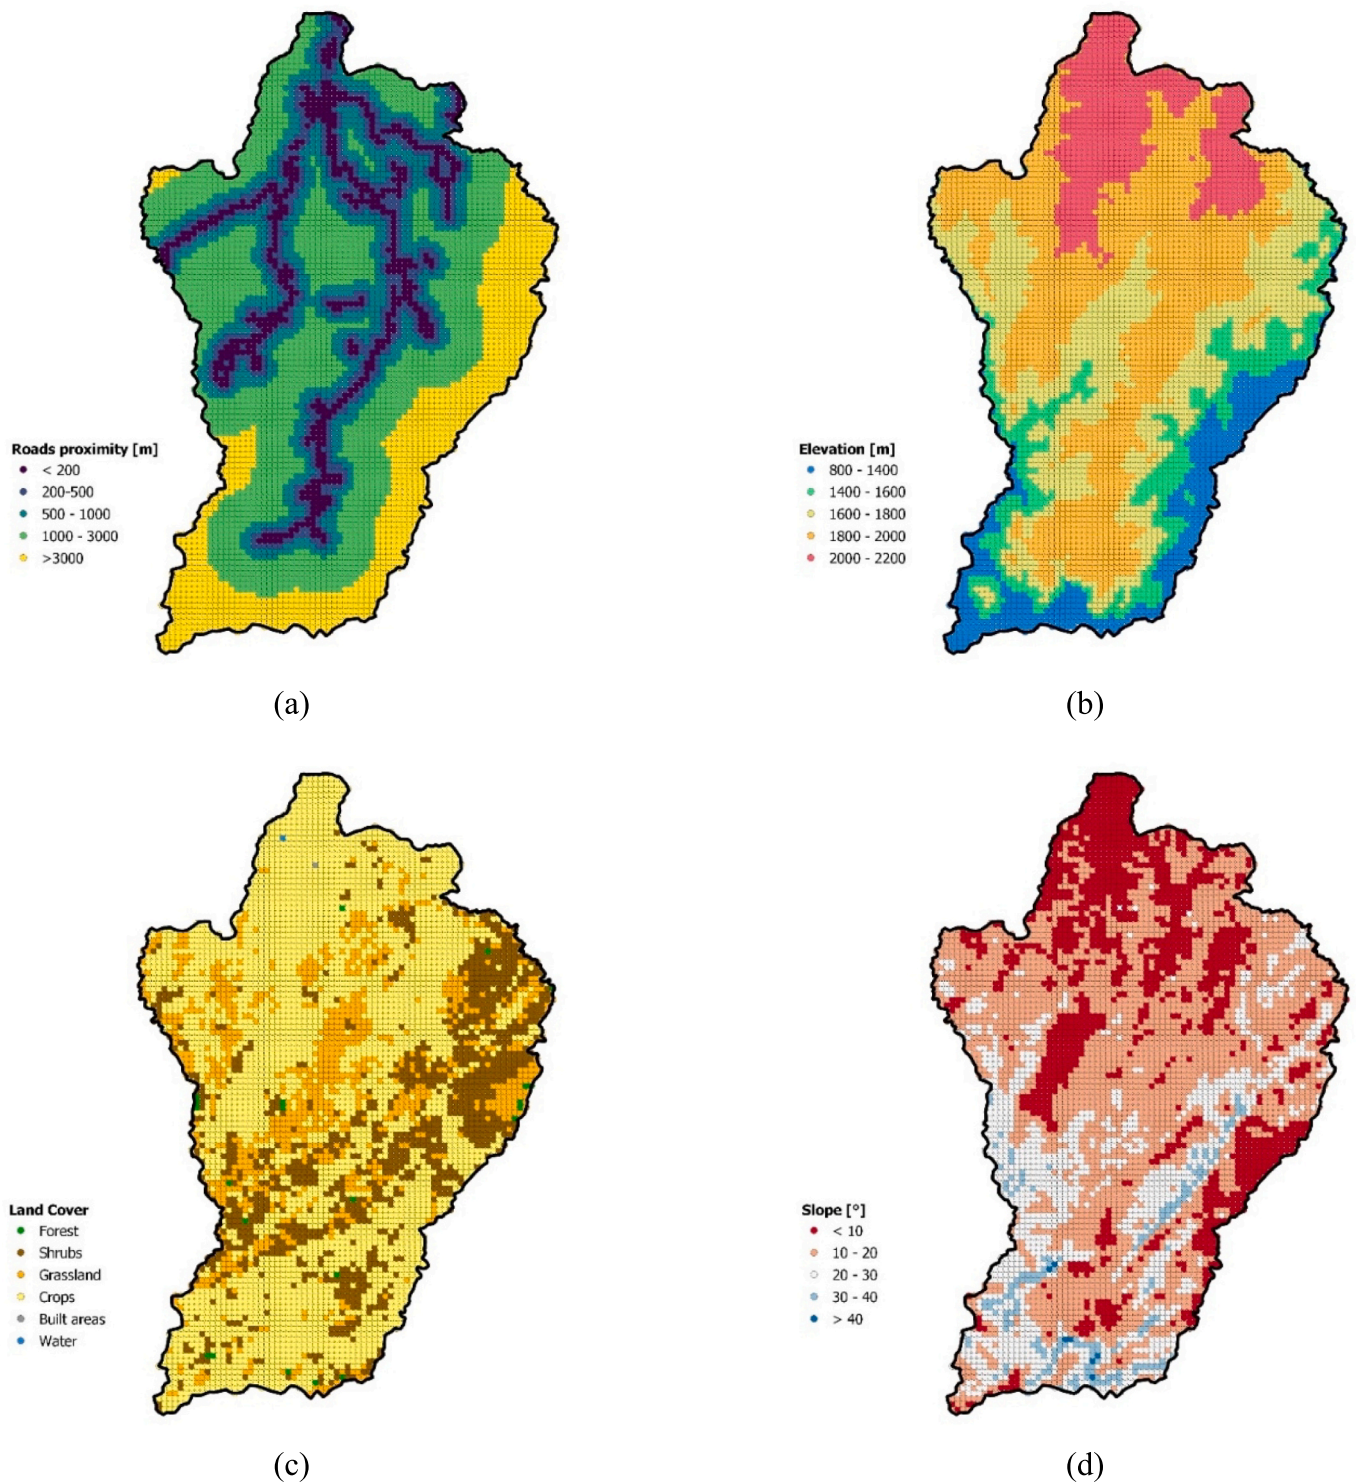 Roads proximity [m]
< 200
200-500
500 - 1000
1000 - 3000
>3000
Elevation [m]
800 - 1400
1400 - 1600
1600 - 1800
1800 - 2000
2000 - 2200
(a)
(b)
Land Cover
Forest
Shrubs
Grassland
Crops
Built areas
Water
Slope [°]
< 10
10 - 20
20 - 30
30 - 40
> 40
(c)
(d)